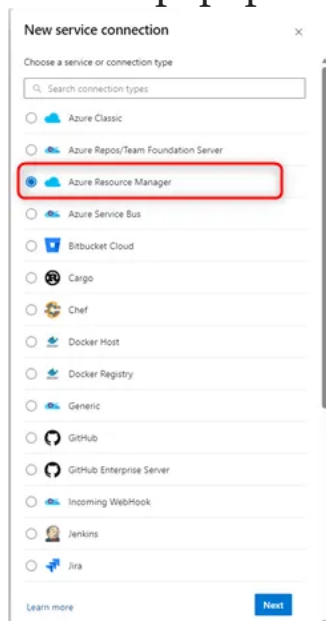 New service connection
Choose a service or connection type
Search connection types
Azure Classic
Azure Repos/Team Foundation Server
Azure Resource Manager
Azure Service Bus
Bitbucket Cloud
Cargo
Chef
Docker Host
Docker Registry
Generic
GitHub
GitHub Enterprise Server
Incoming WebHook
Jenkins
Jira
Learn more
Next